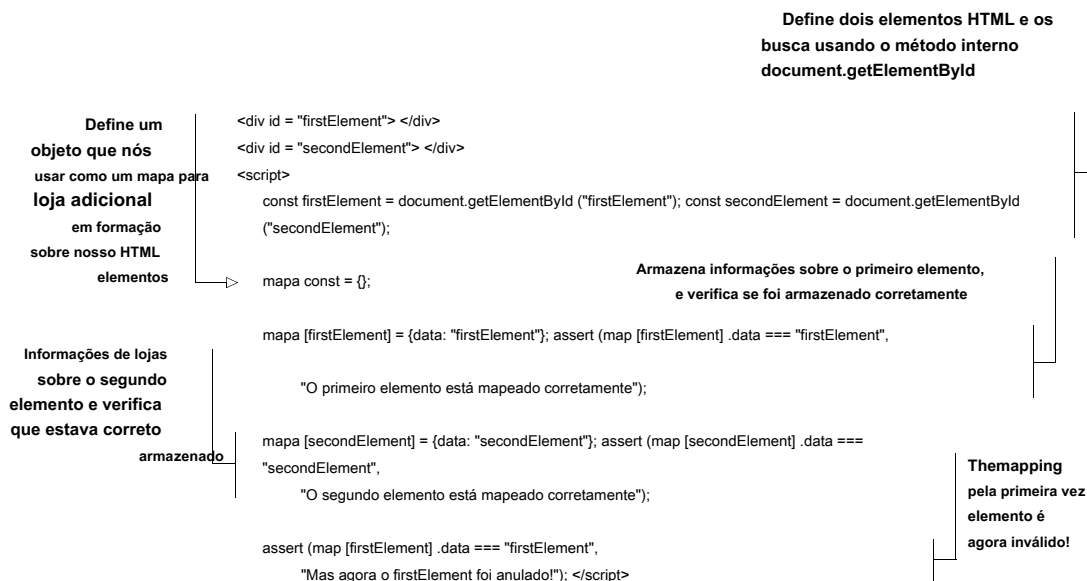 Define dois elementos HTML e os
busca usando o método interno
document.getElementById
Define um
objeto que nós
usar como um mapa para
loja adicional
em formação
sobre nosso HTML
elementos
<div id = "firstElement"> </div>
<div id = "secondElement"> </div>
<script>
const firstElement = document.getElementById ("firstElement"); const secondElement = document.getElementById
("secondElement");
mapa const = {};
Armazena informações sobre o primeiro elemento,
e verifica se foi armazenado corretamente
mapa [firstElement] = {data: "firstElement"}; assert (map [firstElement] .data === "firstElement",
"O primeiro elemento está mapeado corretamente");
Informações de lojas
sobre o segundo
elemento e verifica
que estava correto
armazenado
mapa [secondElement] = {data: "secondElement"}; assert (map [secondElement] .data ===
"secondElement",
"O segundo elemento está mapeado corretamente");
Themapping
pela primeira vez
elemento é
agora inválido!
assert (map [firstElement] .data === "firstElement",
"Mas agora o firstElement foi anulado!"); </script>